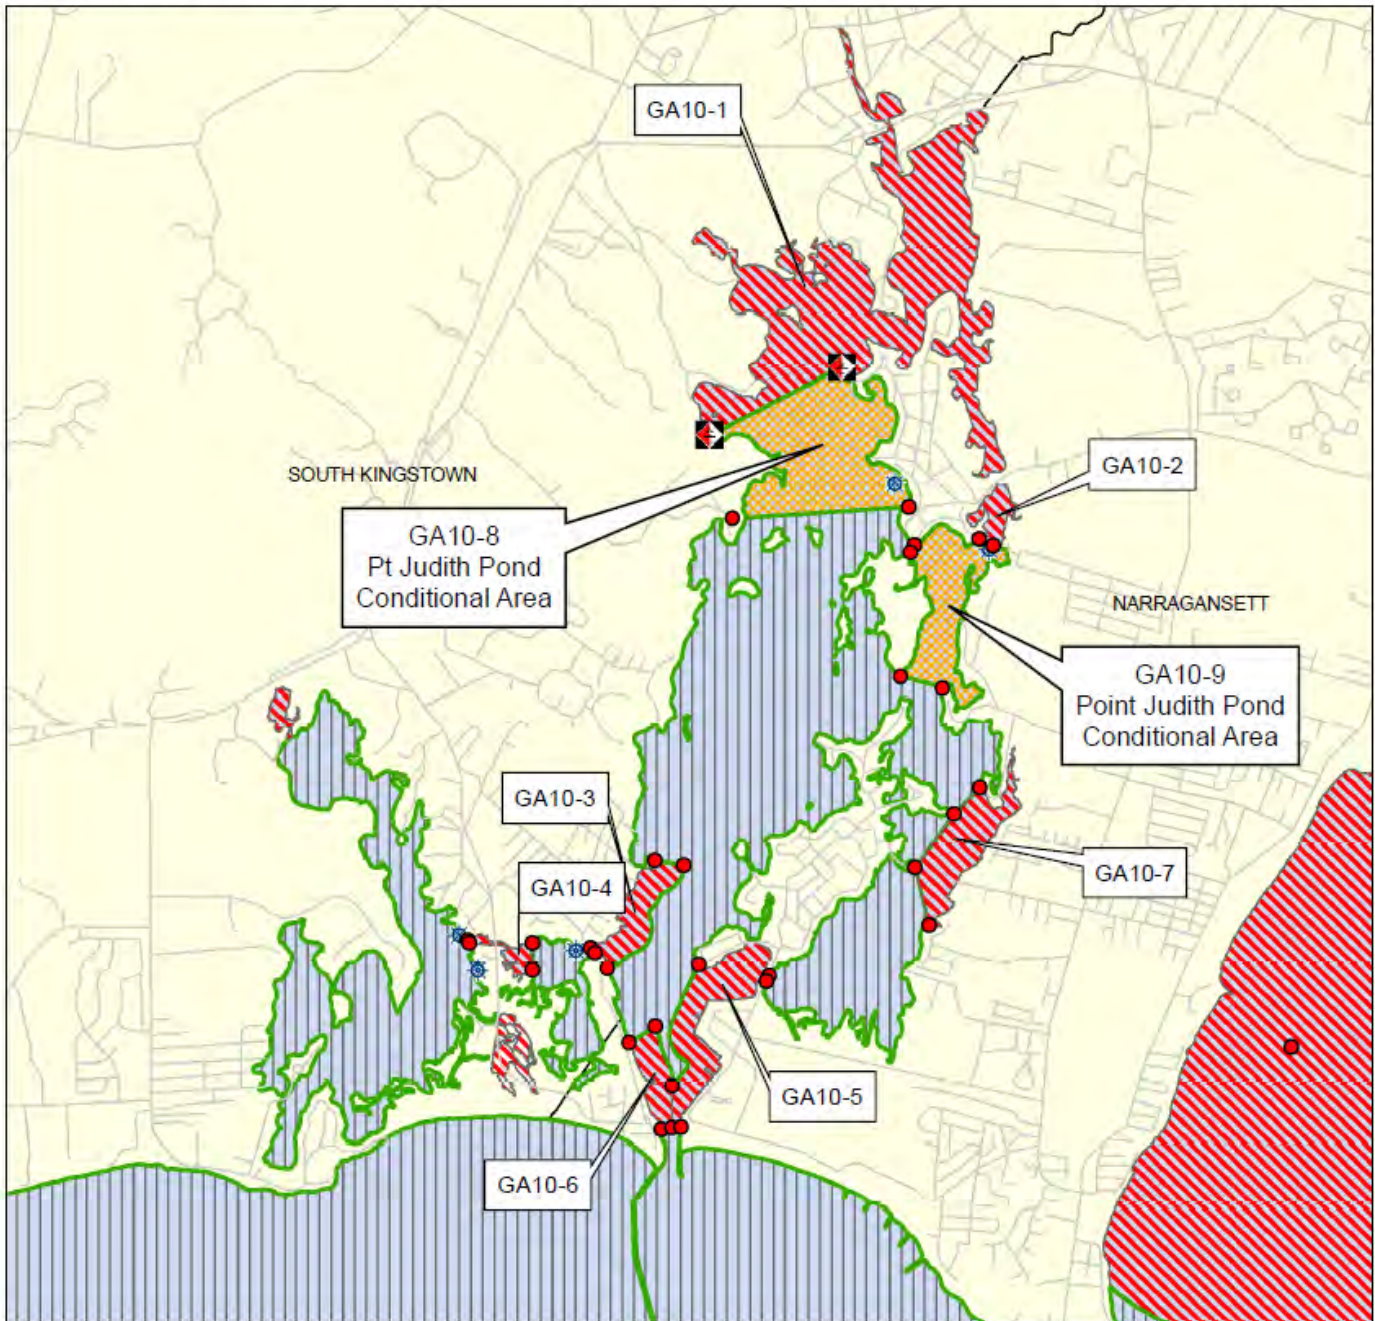 GA10-1
GA10-2
SOUTH KINGSTOWN
GA10-8
Pt Judith Pond
Conditional Area
NARRAGANSETT
GA10-9
Point Judith Pond
Conditional Area
GA10-3
GA10-4
GA10-7
GA10-5
GA10-6